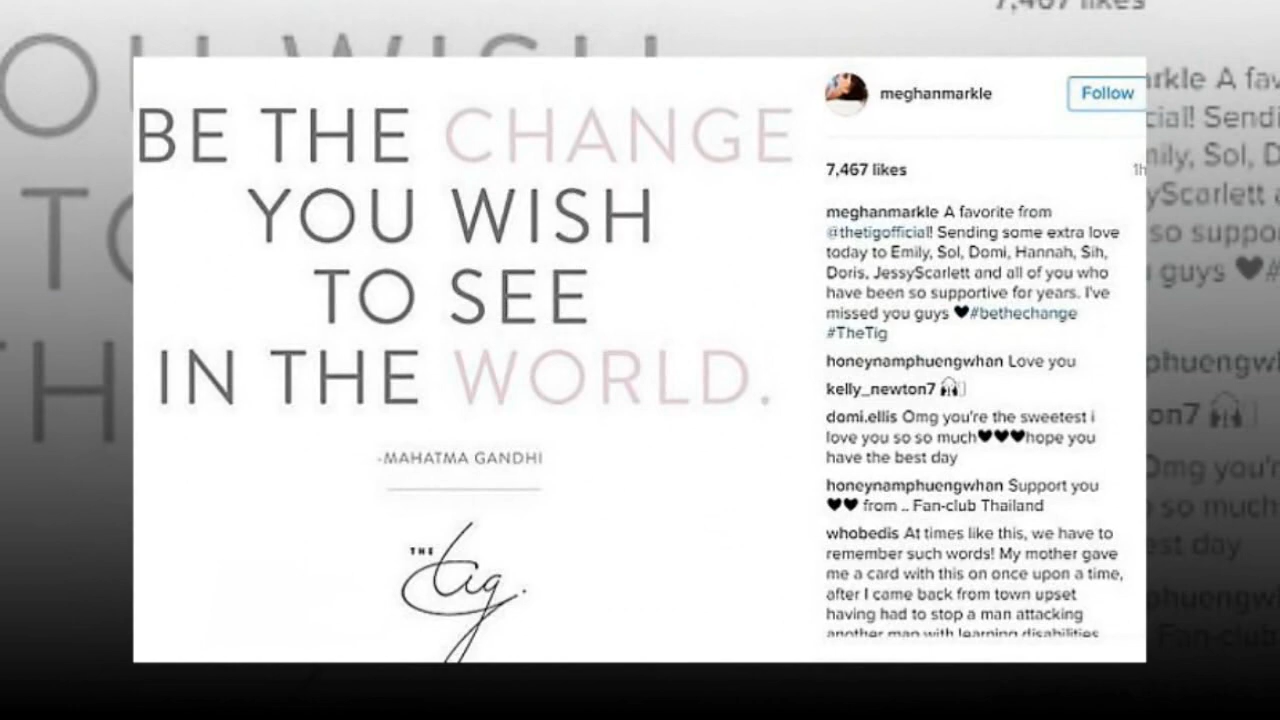 BE THE CHANGE
YOU WISH
TO SEE
IN THE WORLD.
-MAHATMA GANDHI
THE
tig.
meghanmarkle
Follow
7,467 likes
1h
meghanmarkle A favorite from
@thetigofficial! Sending some extra love
today to Emily, Sol, Domi, Hannah, Sih,
Doris, JessyScarlett and all of you who
have been so supportive for years. I've
missed you guys ♥#bethechange
#TheTig
honeynamphuengwhan Love you
kelly_newton7
domi.ellis Omg you're the sweetest i
love you so so much♥♥♥hope you
have the best day
honeynamphuengwhan Support you
♥♥ from .. Fan-club Thailand
whobedis At times like this, we have to
remember such words! My mother gave
me a card with this on once upon a time,
after I came back from town upset
having had to stop a man attacking
another man with learning disabilities